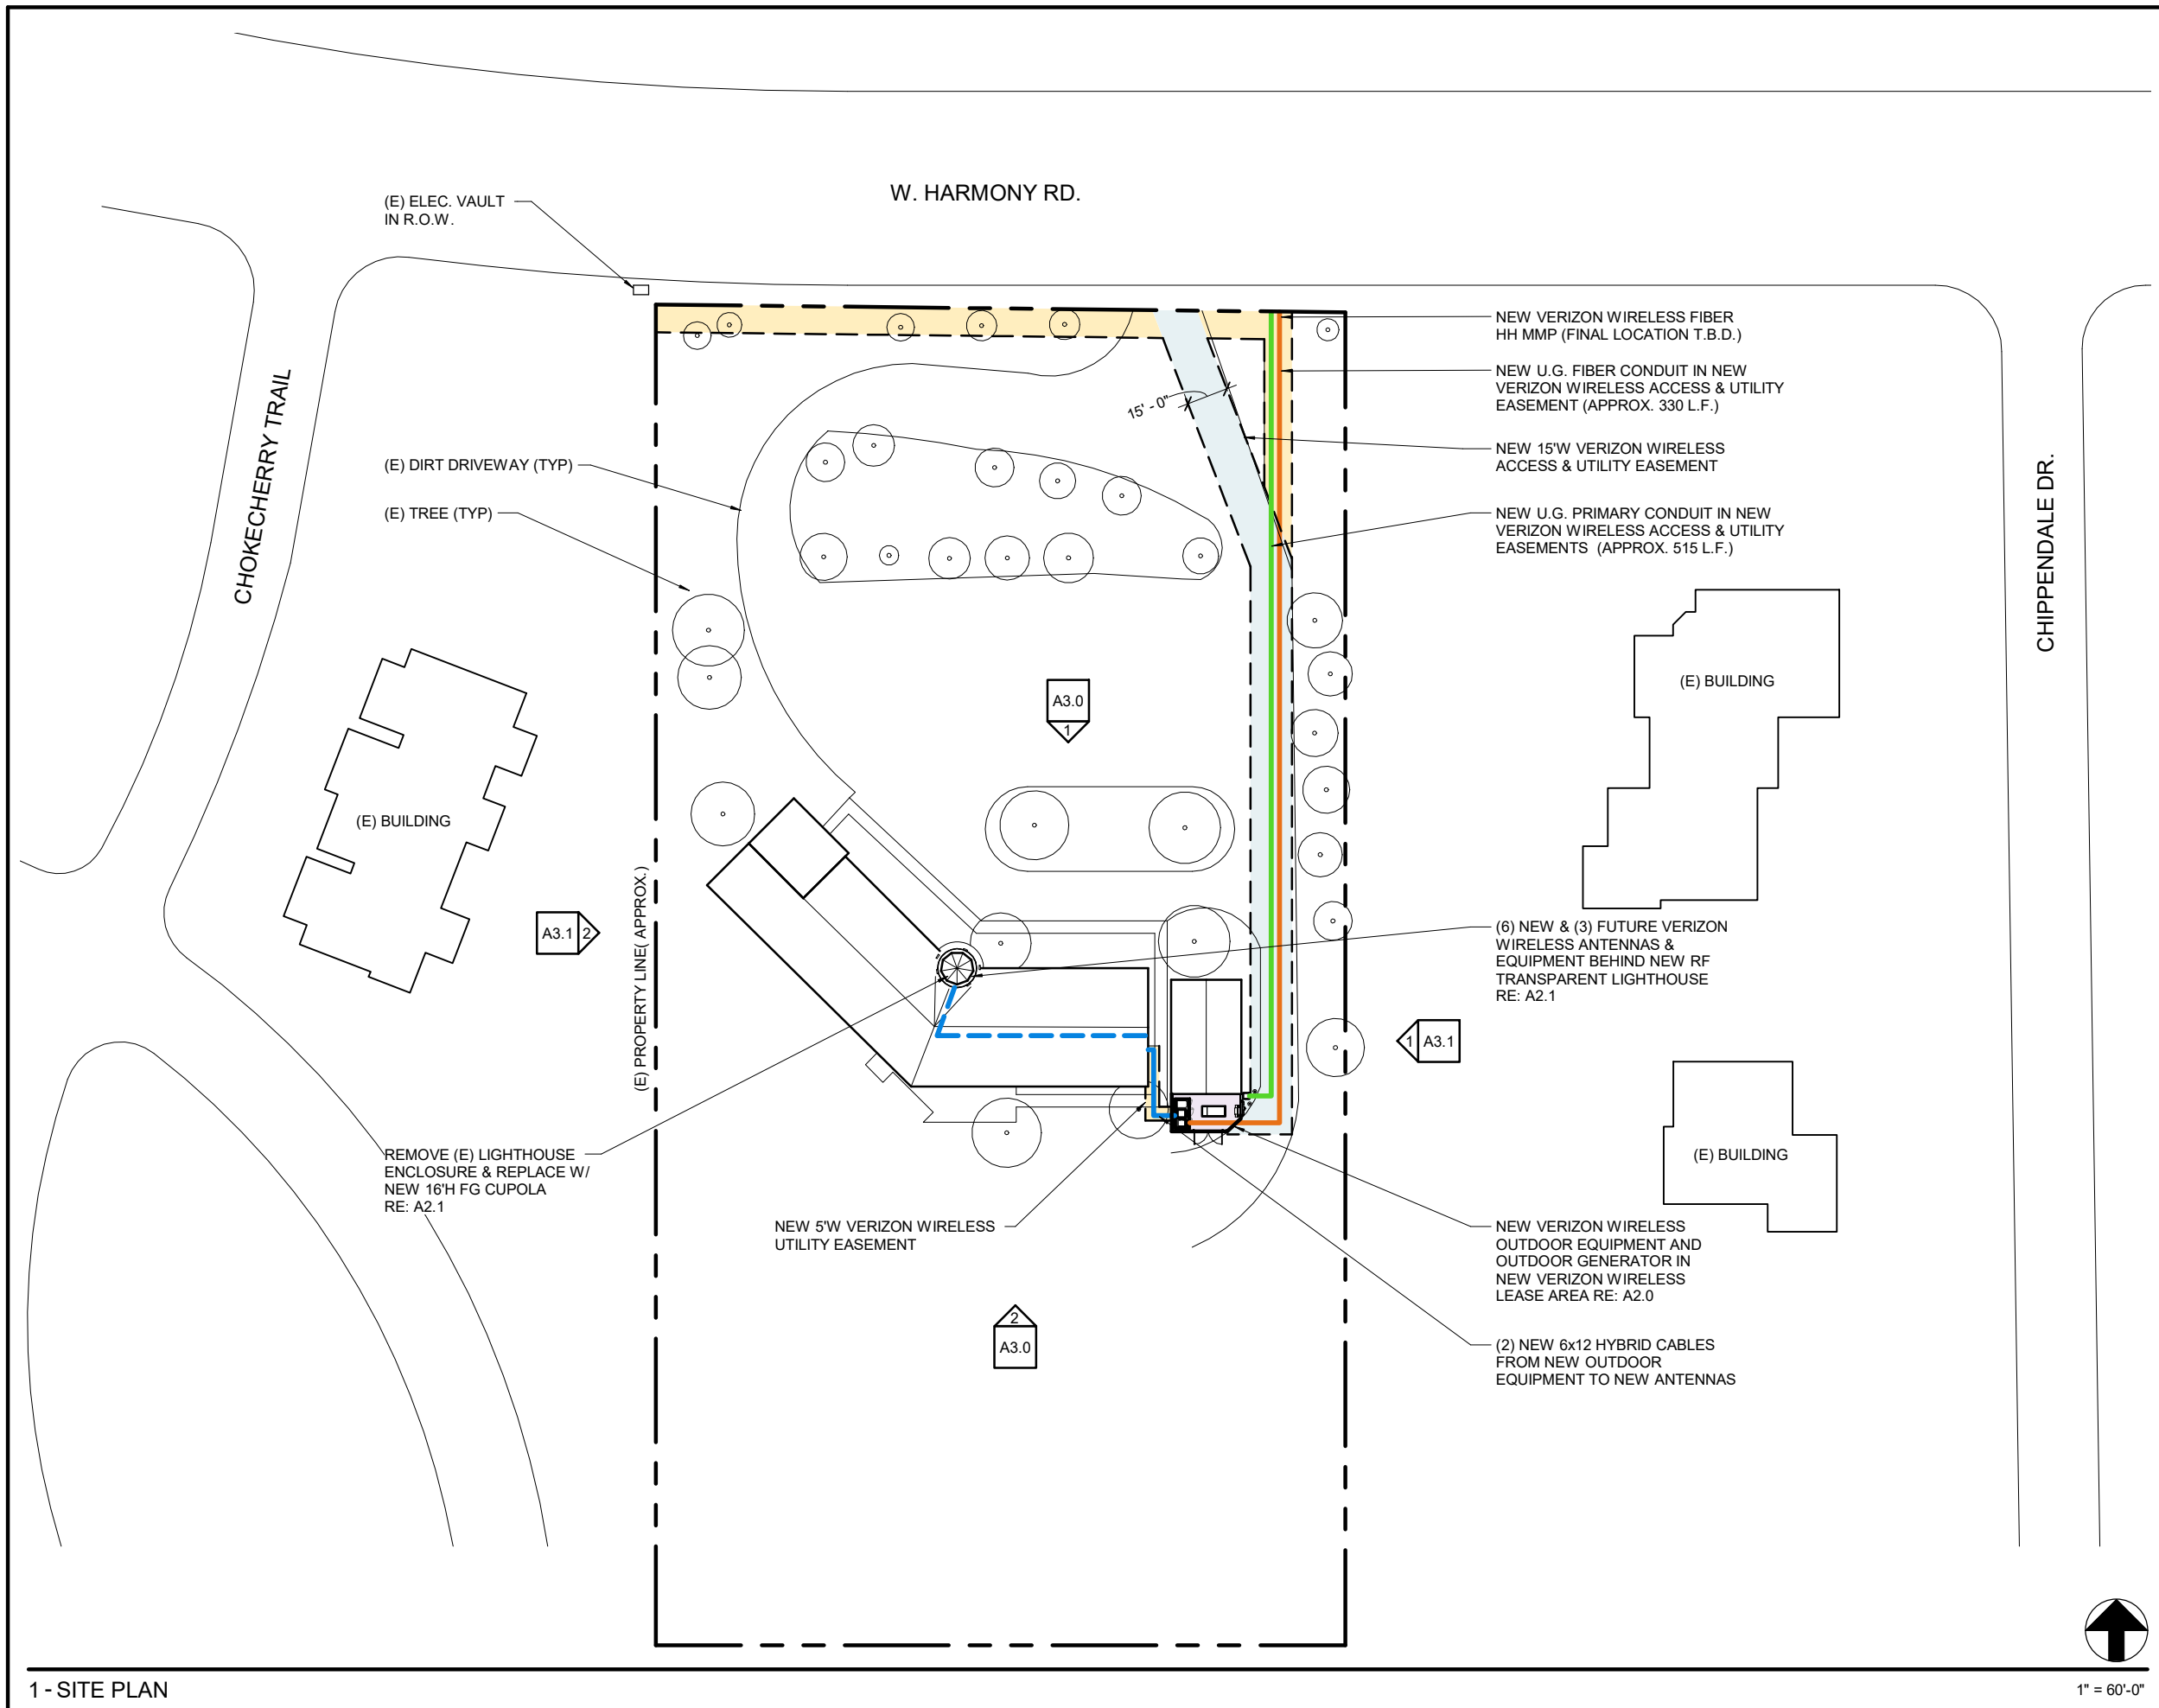 W. HARMONY RD.
(E) ELEC. VAULT
IN R.O.W.
CHOKECHERRY TRAIL
(E) DIRT DRIVEWAY (TYP)
(E) TREE (TYP)
15' - 0"
NEW VERIZON WIRELESS FIBER
HH MMP (FINAL LOCATION T.B.D.)
NEW U.G. FIBER CONDUIT IN NEW
VERIZON WIRELESS ACCESS & UTILITY
EASEMENT (APPROX. 330 L.F.)
NEW 15'W VERIZON WIRELESS
ACCESS & UTILITY EASEMENT
NEW U.G. PRIMARY CONDUIT IN NEW
VERIZON WIRELESS ACCESS & UTILITY
EASEMENTS (APPROX. 515 L.F.)
CHIPPENDALE DR.
(E) BUILDING
A3.0
1
(E) BUILDING
A3.1
2
(E) PROPERTY LINE( APPROX.)
(6) NEW & (3) FUTURE VERIZON
WIRELESS ANTENNAS &
EQUIPMENT BEHIND NEW RF
TRANSPARENT LIGHTHOUSE
RE: A2.1
1
A3.1
(E) BUILDING
REMOVE (E) LIGHTHOUSE
ENCLOSURE & REPLACE W/
NEW 16'H FG CUPOLA
RE: A2.1
NEW 5'W VERIZON WIRELESS
UTILITY EASEMENT
NEW VERIZON WIRELESS
OUTDOOR EQUIPMENT AND
OUTDOOR GENERATOR IN
NEW VERIZON WIRELESS
LEASE AREA RE: A2.0
2
A3.0
(2) NEW 6x12 HYBRID CABLES
FROM NEW OUTDOOR
EQUIPMENT TO NEW ANTENNAS
1 - SITE PLAN
1" = 60'-0"